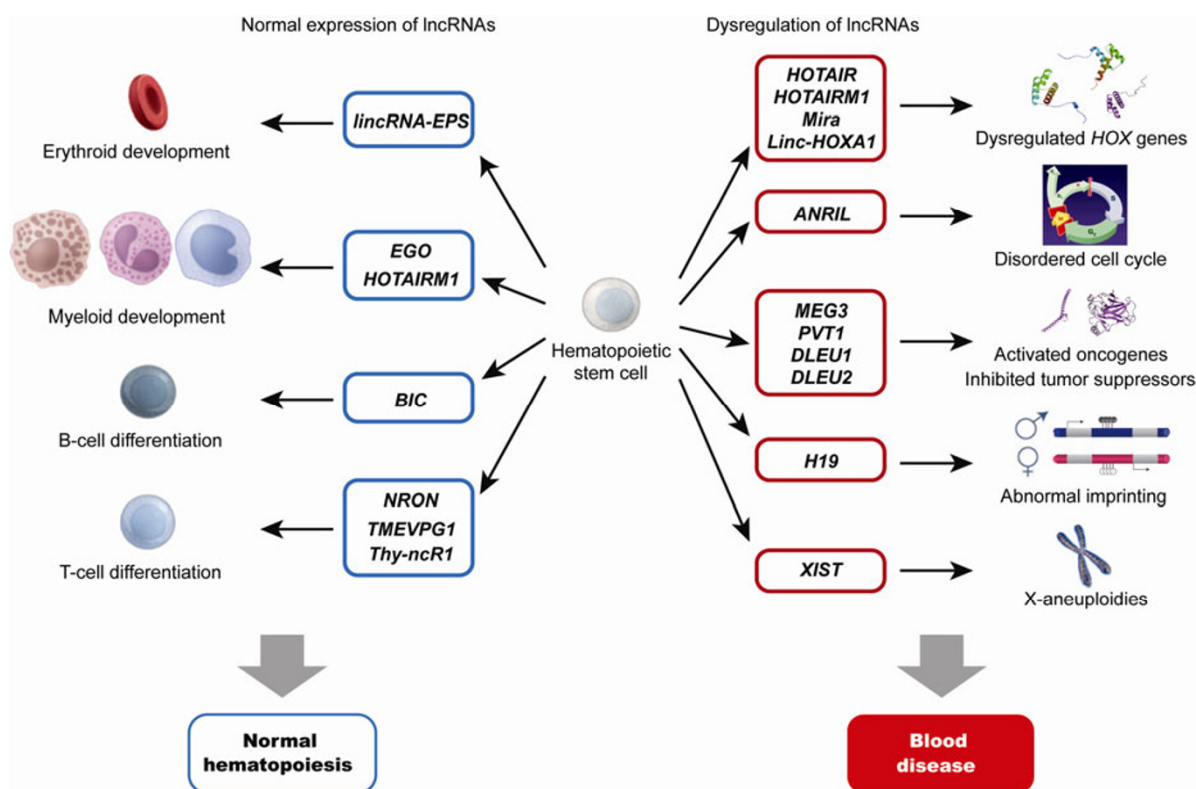 Normal expression of lncRNAs
Dysregulation of lncRNAs
lincRNA-EPS
Erythroid development
EGO
HOTAIRM1
Myeloid development
BIC
B-cell differentiation
NRON
TMEVPG1
Thy-ncR1
T-cell differentiation
Normal
hematopoiesis
Hematopoietic
stem cell
HOTAIR
HOTAIRM1
Mira
Linc-HOXA1
Dysregulated HOX genes
ANRIL
Disordered cell cycle
MEG3
PVT1
DLEU1
DLEU2
Activated oncogenes
Inhibited tumor suppressors
H19
Abnormal imprinting
XIST
X-aneuploidies
Blood
disease